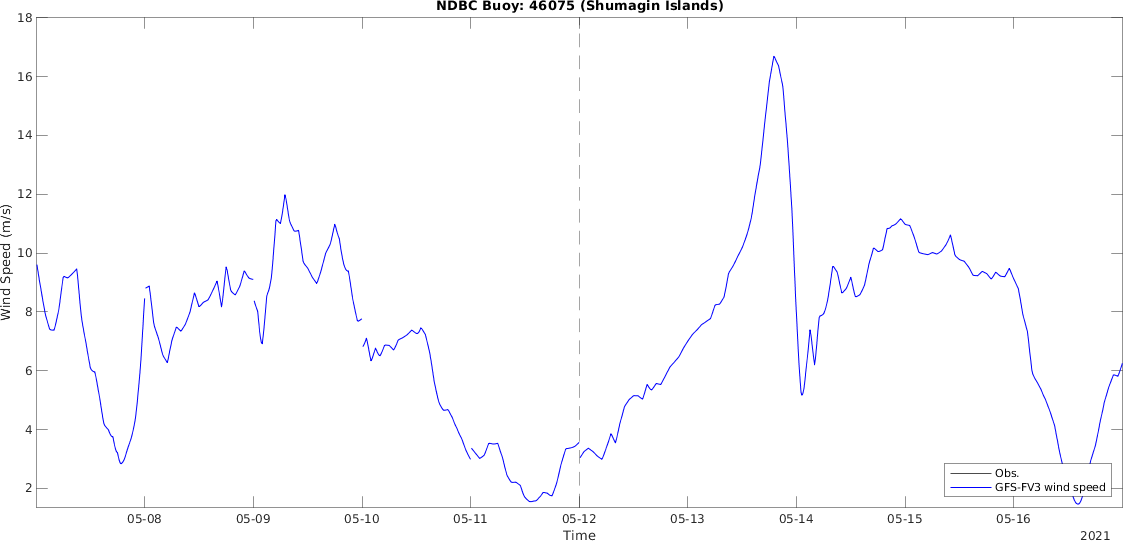 NDBC Buoy: 46075 (Shumagin Islands)
18
16
14
12
10
8
6
4
2
Wind Speed (m/s)
Obs.
GFS-FV3 wind speed
05-08 05-09 05-10 05-11 05-12 05-13 05-14 05-15 05-16
Time
2021